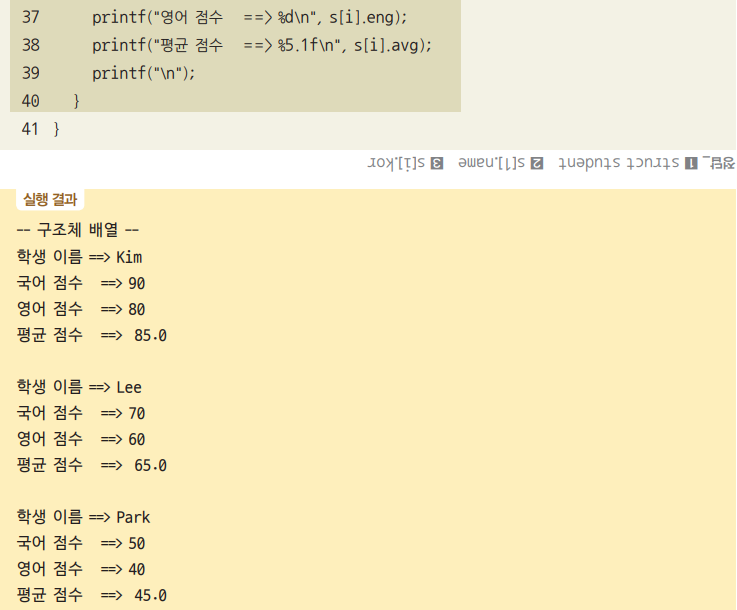 37 printf("영어 점수  ==> %d\n", s[i].eng);
38 printf("평균 점수  ==> %5.1f\n", s[i].avg);
39 printf("\n");
40 }
41 }
정답_ 1 struct student 2 s[1].name 3 s[i].kor
실행 결과
-- 구조체 배열 --
학생 이름 ==> Kim
국어 점수  ==> 90
영어 점수  ==> 80
평균 점수  ==>  85.0
학생 이름 ==> Lee
국어 점수  ==> 70
영어 점수  ==> 60
평균 점수  ==>  65.0
학생 이름 ==> Park
국어 점수  ==> 50
영어 점수  ==> 40
평균 점수  ==>  45.0